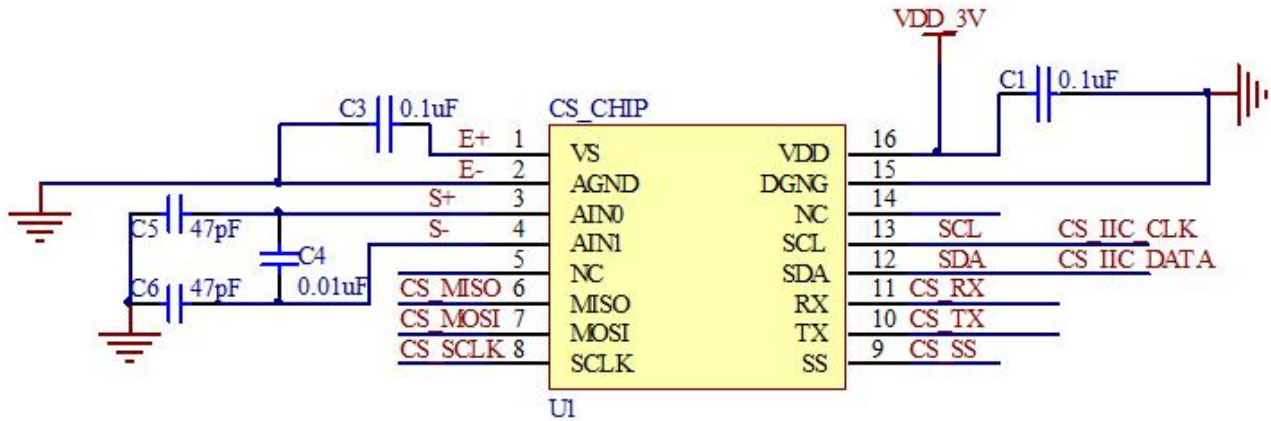 VDD_3V
C1 0.1uF
C3 0.1uF CS_CHIP
E+ 1 VS VDD 16
E- 2 AGND DGNG 15
S+ 3 AIN0 NC 14
C5 47pF S- 4 AIN1 SCL 13 SCL CS_IIC_CLK
C4 5 NC SDA 12 SDA CS_IIC_DATA
C6 47pF 0.01uF CS_MISO 6 MISO RX 11 CS_RX
CS_MOSI 7 MOSI TX 10 CS_TX
CS_SCLK 8 SCLK SS 9 CS_SS
U1